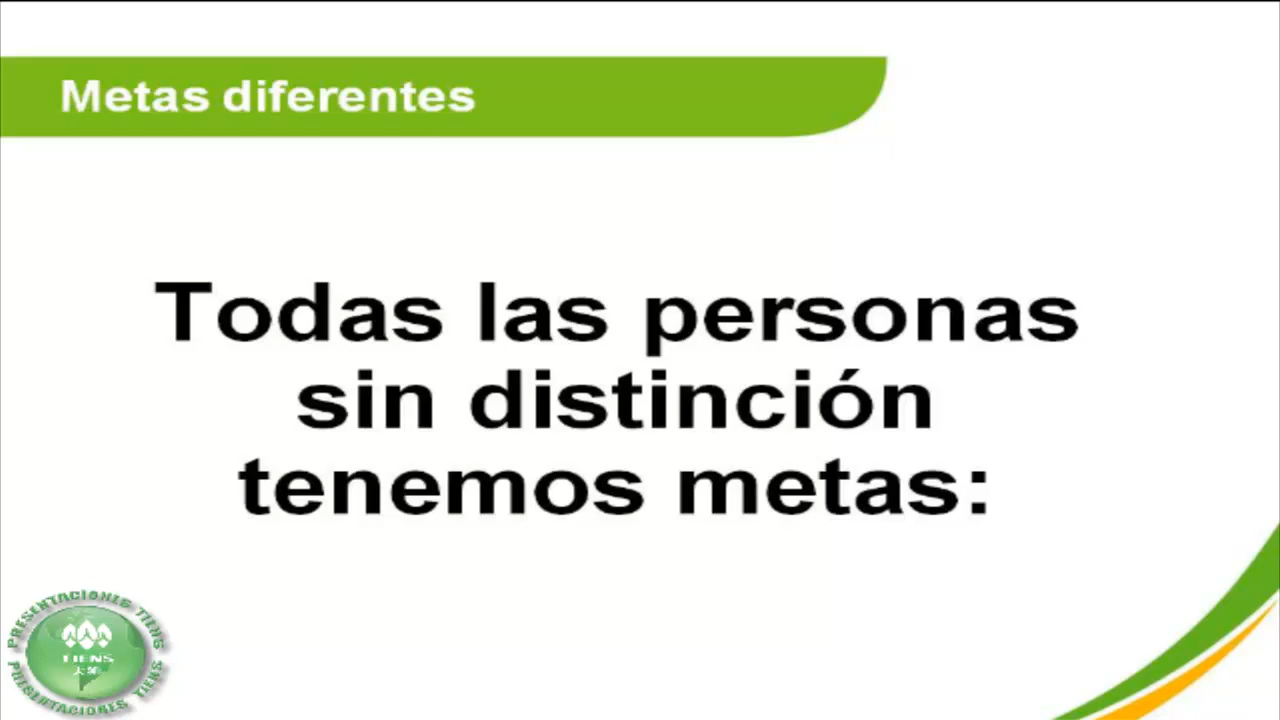 Metas diferentes
Todas las personas
sin distinción
tenemos metas:
PRESENTACIONES TIENS
TIENS
PRESENTACIONES TIENS